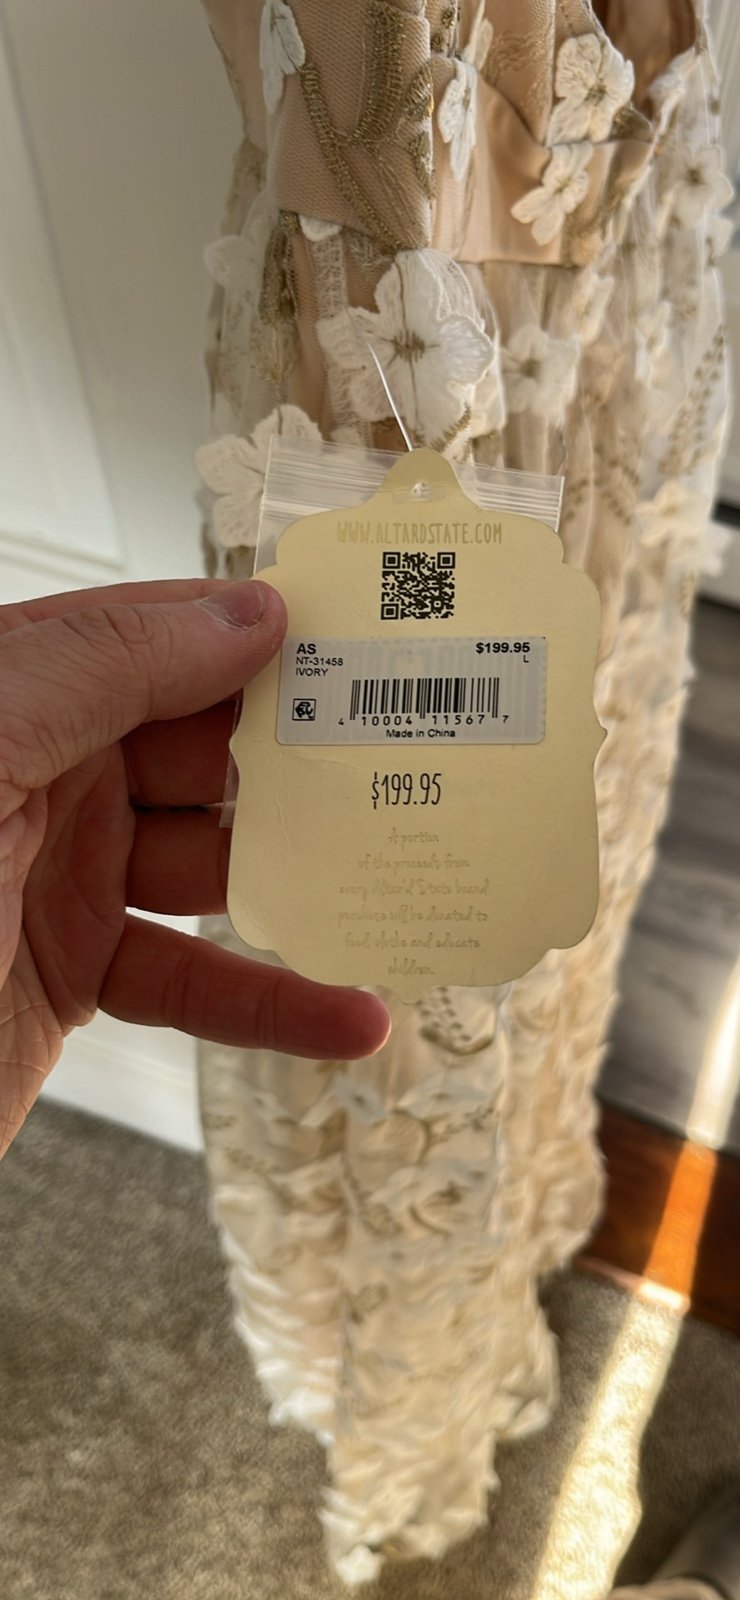 WWW.ALTARDSTATE.COM
AS $199.95
NT-31458 L
IVORY
4 10004 11567 7
Made in China
$199.95
A portion
of the proceeds from
every Altar'd State brand
purchase will be donated to
feed, clothe and educate
children.